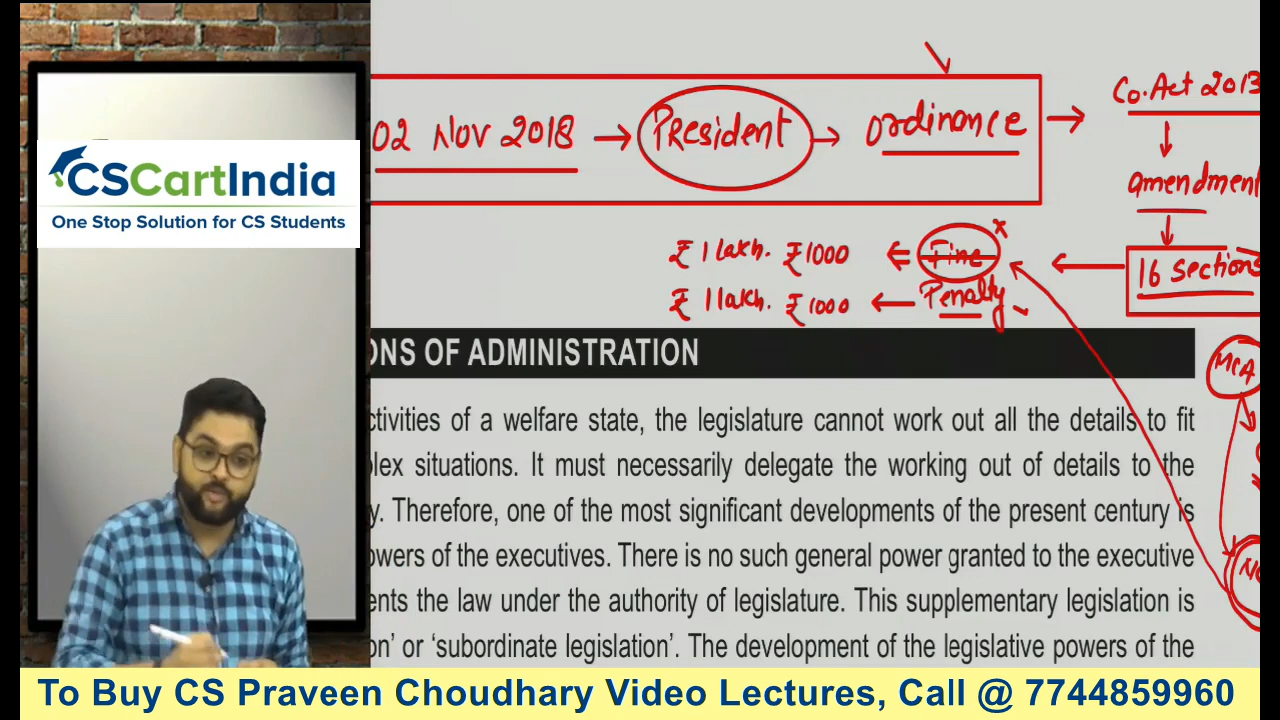 CSCartIndia
One Stop Solution for CS Students
02 Nov 2018 → President → ordinance → Co. Act 2013
↓
amendment
↓
16 Sections
₹ 1 lakh. ₹1000 ⇐ Fine x ←
₹ 1 lakh. ₹1000 ← Penalty
MCA
ONS OF ADMINISTRATION
ctivities of a welfare state, the legislature cannot work out all the details to fit
lex situations. It must necessarily delegate the working out of details to the
y. Therefore, one of the most significant developments of the present century is
owers of the executives. There is no such general power granted to the executive
ents the law under the authority of legislature. This supplementary legislation is
on’ or ‘subordinate legislation’. The development of the legislative powers of the
To Buy CS Praveen Choudhary Video Lectures, Call @ 7744859960